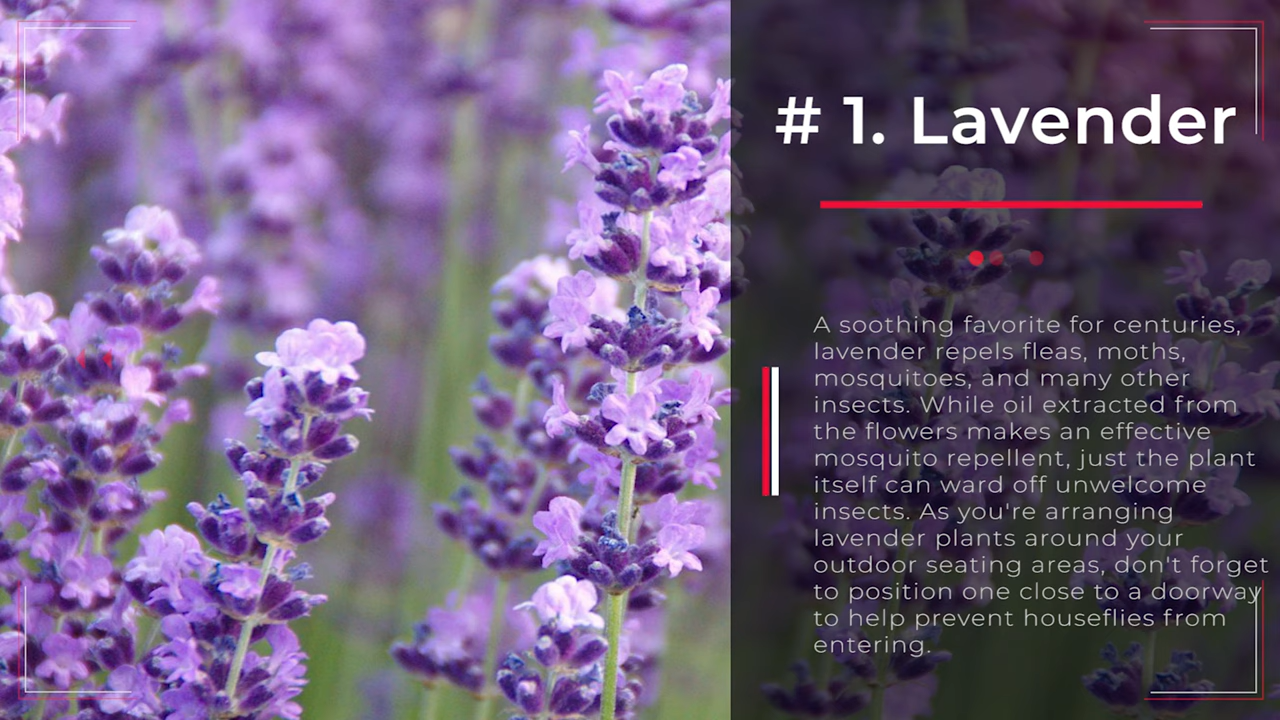 # 1. Lavender
A soothing favorite for centuries,
lavender repels fleas, moths,
mosquitoes, and many other
insects. While oil extracted from
the flowers makes an effective
mosquito repellent, just the plant
itself can ward off unwelcome
insects. As you're arranging
lavender plants around your
outdoor seating areas, don't forget
to position one close to a doorway
to help prevent houseflies from
entering.